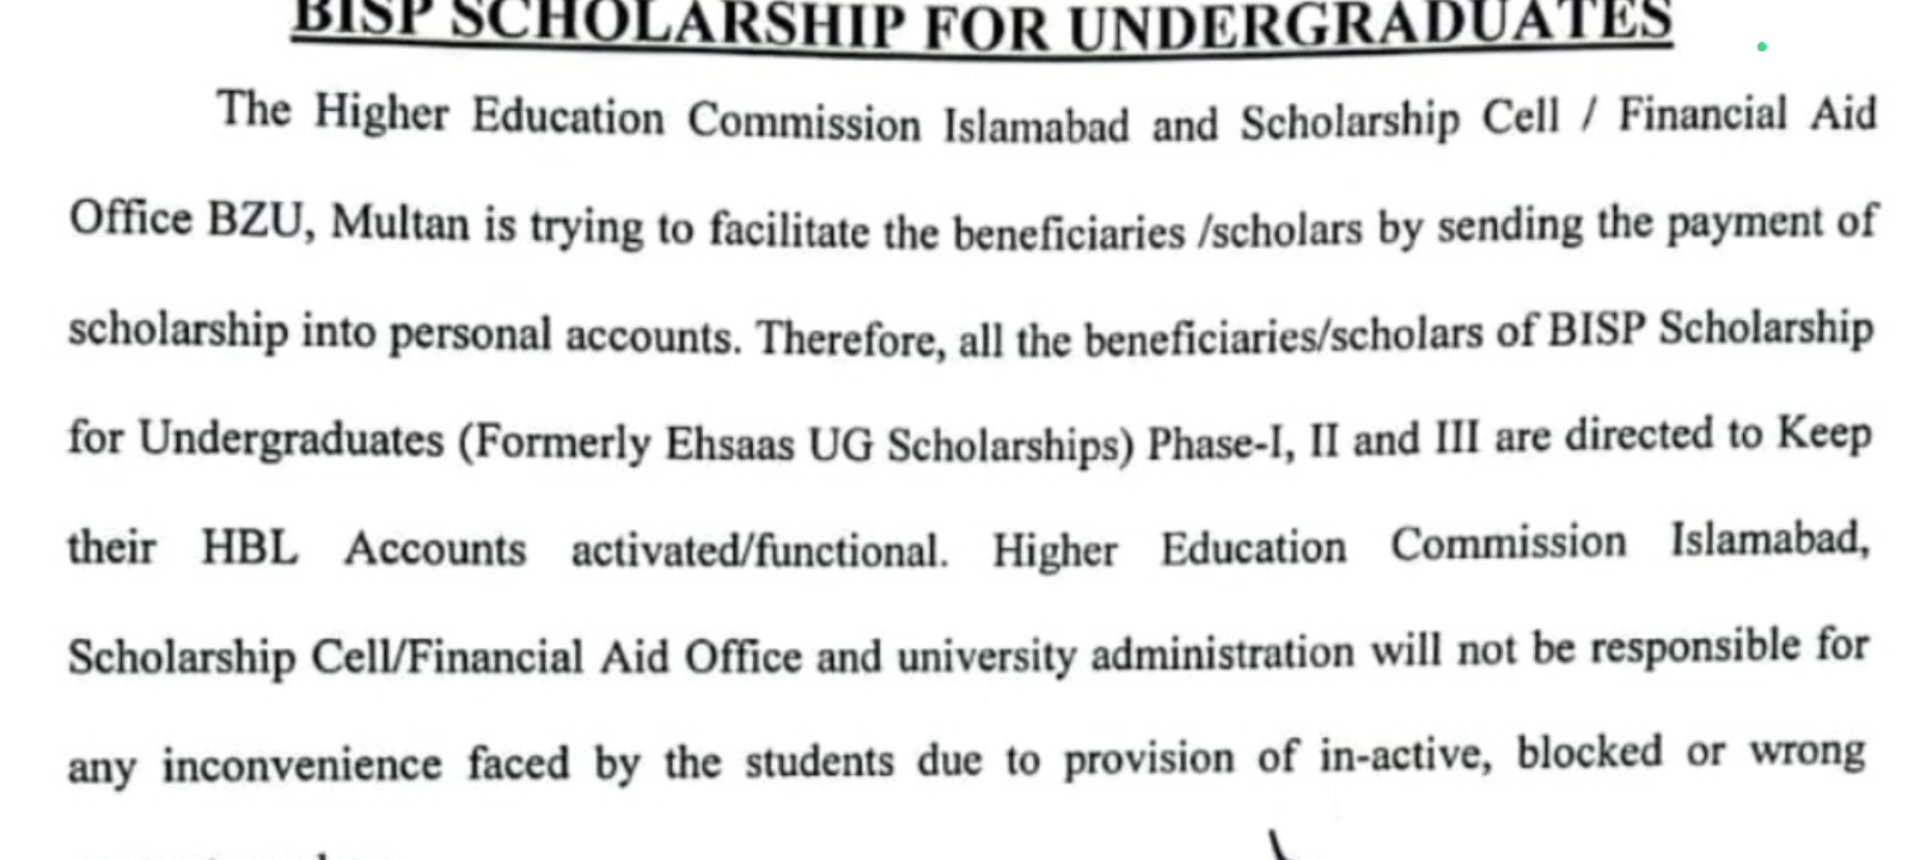 BISP SCHOLARSHIP FOR UNDERGRADUATES
The Higher Education Commission Islamabad and Scholarship Cell / Financial Aid
Office BZU, Multan is trying to facilitate the beneficiaries /scholars by sending the payment of
scholarship into personal accounts. Therefore, all the beneficiaries/scholars of BISP Scholarship
for Undergraduates (Formerly Ehsaas UG Scholarships) Phase-I, II and III are directed to Keep
their HBL Accounts activated/functional. Higher Education Commission Islamabad,
Scholarship Cell/Financial Aid Office and university administration will not be responsible for
any inconvenience faced by the students due to provision of in-active, blocked or wrong